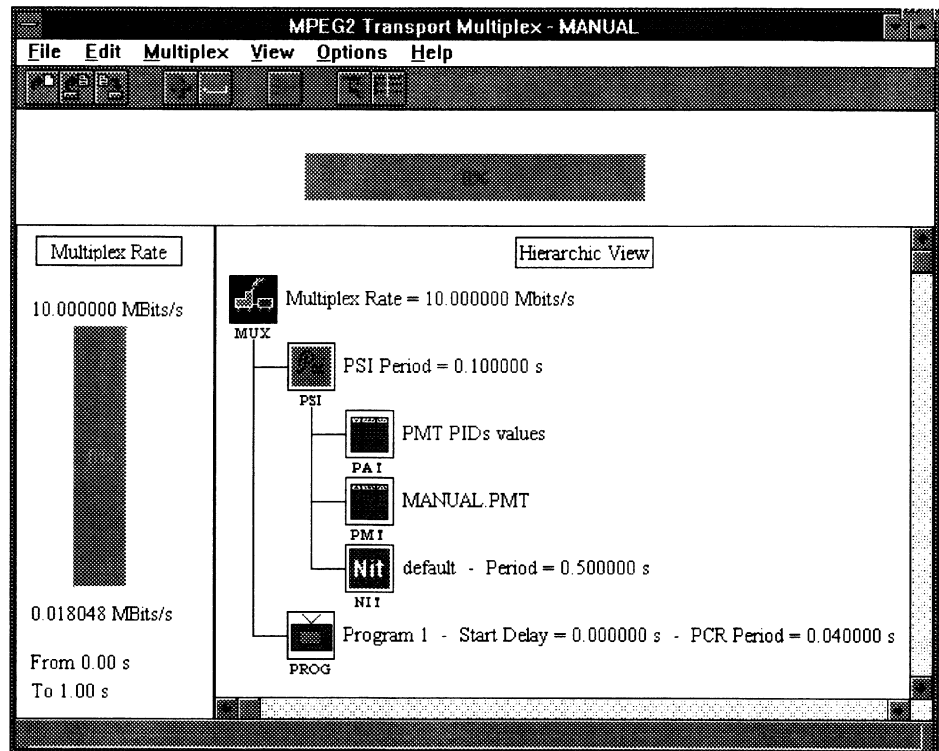 MPEG2 Transport Multiplex - MANUAL
File Edit Multiplex View Options Help
0%
Multiplex Rate
10.000000 MBits/s
0.018048 MBits/s
From 0.00 s
To 1.00 s
Hierarchic View
Multiplex Rate = 10.000000 Mbits/s
MUX
PSI Period = 0.100000 s
PSI
PMT PIDs values
PAI
MANUAL.PMT
PMI
Nit
default - Period = 0.500000 s
NII
Program 1 - Start Delay = 0.000000 s - PCR Period = 0.040000 s
PROG